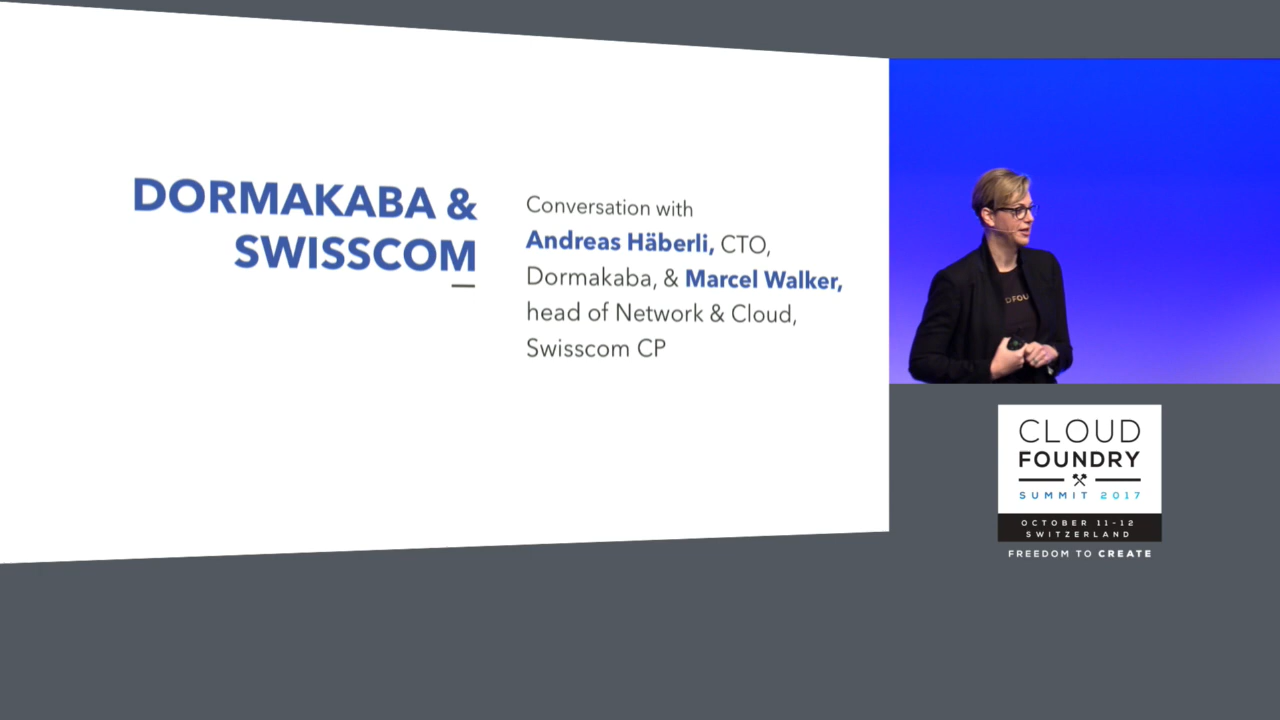 DORMAKABA &
SWISSCOM
Conversation with
Andreas Häberli, CTO,
Dormakaba, & Marcel Walker,
head of Network & Cloud,
Swisscom CP
DFOU
CLOUD
FOUNDRY
SUMMIT 2017
OCTOBER 11-12
SWITZERLAND
FREEDOM TO CREATE